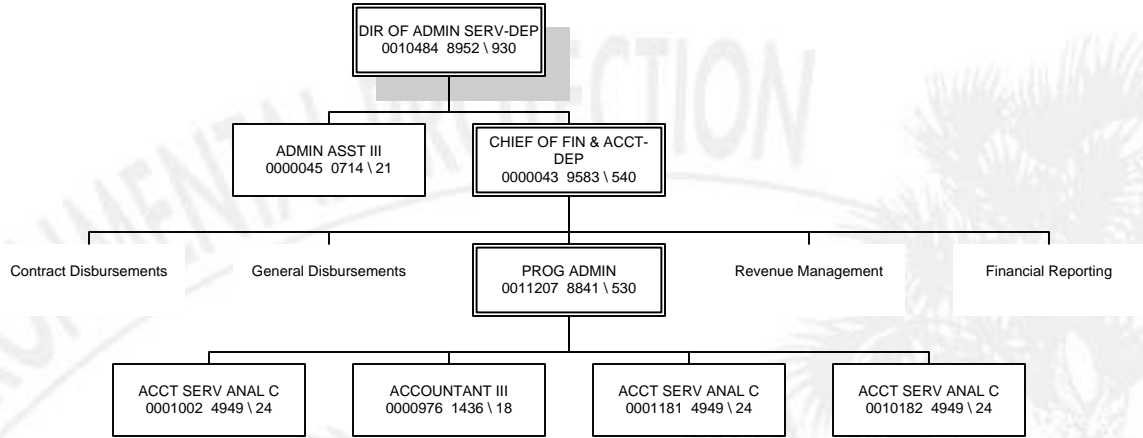 DIR OF ADMIN SERV-DEP
0010484 8952 \ 930
ADMIN ASST III
0000045 0714 \ 21
CHIEF OF FIN & ACCT-
DEP
0000043 9583 \ 540
Contract Disbursements
General Disbursements
PROG ADMIN
0011207 8841 \ 530
Revenue Management
Financial Reporting
ACCT SERV ANAL C
0001002 4949 \ 24
ACCOUNTANT III
0000976 1436 \ 18
ACCT SERV ANAL C
0001181 4949 \ 24
ACCT SERV ANAL C
0010182 4949 \ 24